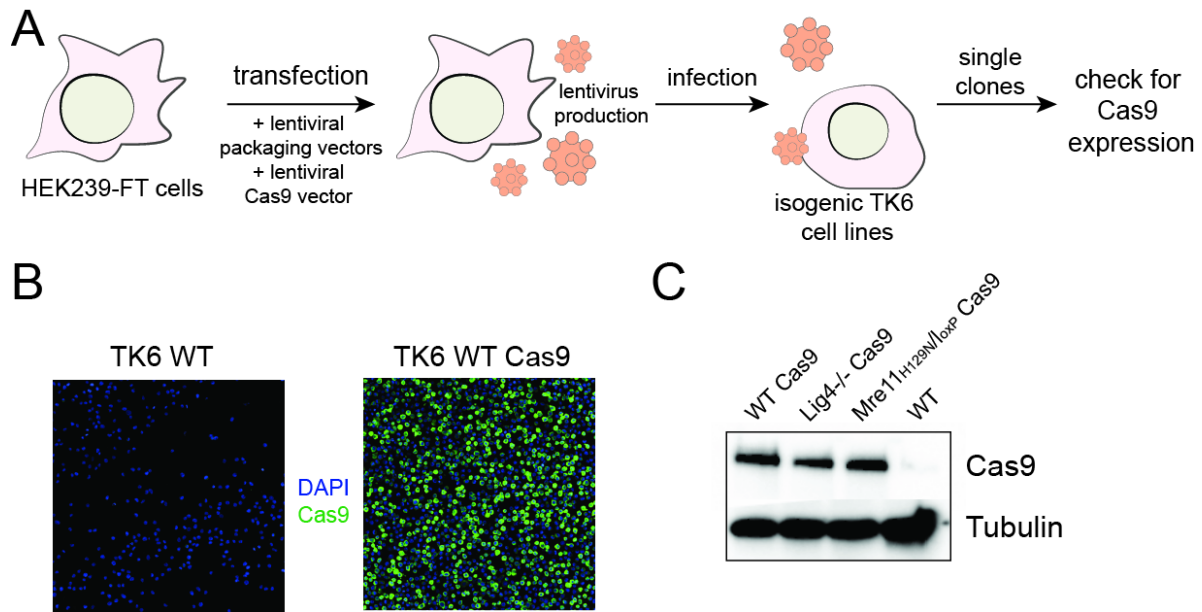 A
HEK239-FT cells
transfection
+ lentiviral
packaging vectors
+ lentiviral
Cas9 vector
lentivirus
production
infection
isogenic TK6
cell lines
single
clones
check for
Cas9
expression
B
TK6 WT
TK6 WT Cas9
DAPI
Cas9
C
WT Cas9
Lig4-/- Cas9
Mre11H129N/loxP Cas9
WT
Cas9
Tubulin